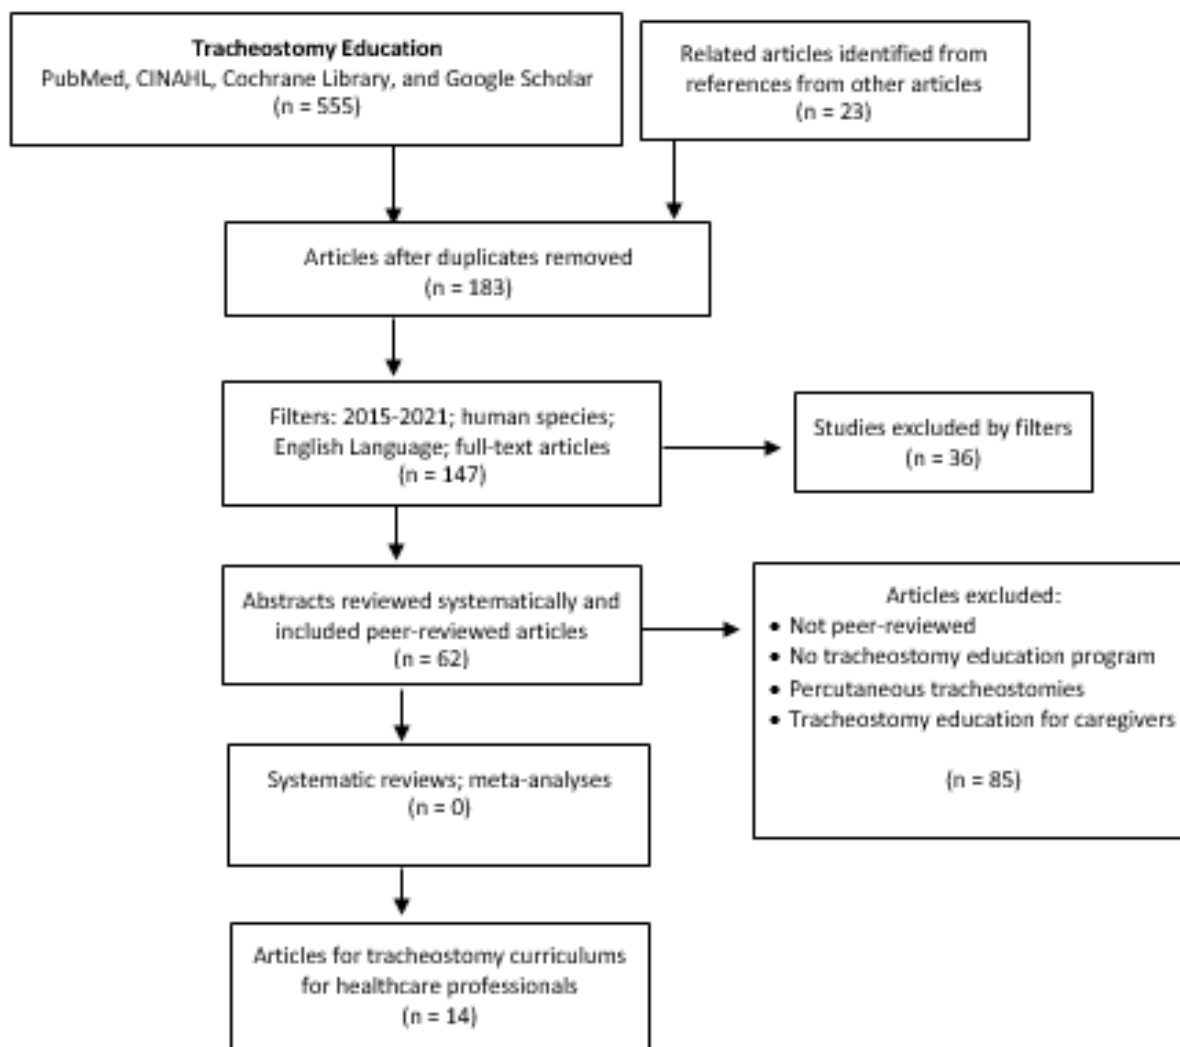 Tracheostomy Education
PubMed, CINAHL, Cochrane Library, and Google Scholar
(n = 555)
Related articles identified from
references from other articles
(n = 23)
Articles after duplicates removed
(n = 183)
Filters: 2015-2021; human species;
English Language; full-text articles
(n = 147)
Studies excluded by filters
(n = 36)
Abstracts reviewed systematically and
included peer-reviewed articles
(n = 62)
Articles excluded:
• Not peer-reviewed
• No tracheostomy education program
• Percutaneous tracheostomies
• Tracheostomy education for caregivers
(n = 85)
Systematic reviews; meta-analyses
(n = 0)
Articles for tracheostomy curriculums
for healthcare professionals
(n = 14)